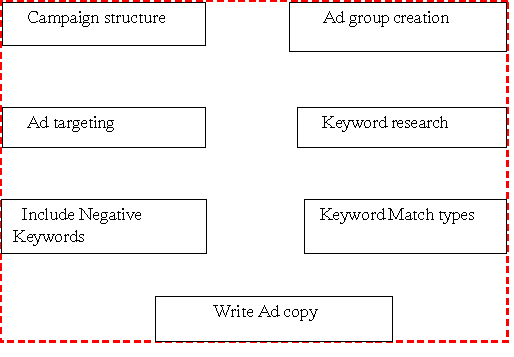 Campaign structure
Ad group creation
Ad targeting
Keyword research
Include Negative
Keywords
Keyword Match types
Write Ad copy